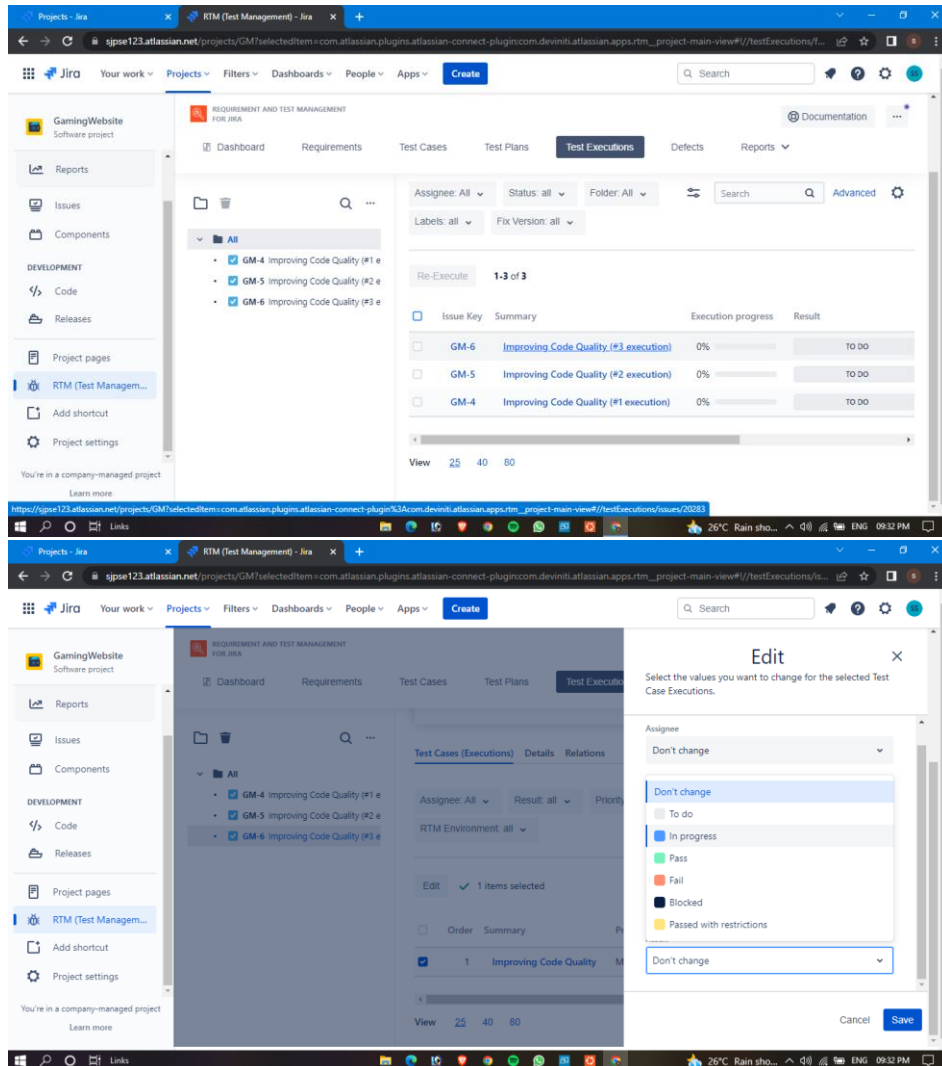 Projects - Jira
RTM (Test Management) - Jira
sjpse123.atlassian.net/projects/GM?selectedItem=com.atlassian.plugins.atlassian-connect-plugin:com.deviniti.atlassian.apps.rtm__project-main-view#!/testExecutions/f...
Jira Your work Projects Filters Dashboards People Apps Create Search SS
GamingWebsite
Software project
REQUIREMENT AND TEST MANAGEMENT
FOR JIRA
Documentation
Dashboard Requirements Test Cases Test Plans Test Executions Defects Reports
Reports
Issues
Components
DEVELOPMENT
Code
Releases
Project pages
RTM (Test Managem...
Add shortcut
Project settings
You're in a company-managed project
Learn more
All
GM-4 Improving Code Quality (#1 e
GM-5 Improving Code Quality (#2 e
GM-6 Improving Code Quality (#3 e
Assignee: All Status: all Folder: All Search Advanced
Labels: all Fix Version: all
Re-Execute 1-3 of 3
Issue Key Summary Execution progress Result
GM-6 Improving Code Quality (#3 execution) 0% TO DO
GM-5 Improving Code Quality (#2 execution) 0% TO DO
GM-4 Improving Code Quality (#1 execution) 0% TO DO
View 25 40 80
https://sjpse123.atlassian.net/projects/GM?selectedItem=com.atlassian.plugins.atlassian-connect-plugin%3Acom.deviniti.atlassian.apps.rtm__project-main-view#!/testExecutions/issues/20283
Links 26°C Rain sho... ENG 09:32 PM
Projects - Jira
RTM (Test Management) - Jira
sjpse123.atlassian.net/projects/GM?selectedItem=com.atlassian.plugins.atlassian-connect-plugin:com.deviniti.atlassian.apps.rtm__project-main-view#!/testExecutions/is...
Jira Your work Projects Filters Dashboards People Apps Create Search SS
GamingWebsite
Software project
REQUIREMENT AND TEST MANAGEMENT
FOR JIRA
Dashboard Requirements Test Cases Test Plans Test Executio
Reports
Issues
Components
DEVELOPMENT
Code
Releases
Project pages
RTM (Test Managem...
Add shortcut
Project settings
You're in a company-managed project
Learn more
All
GM-4 Improving Code Quality (#1 e
GM-5 Improving Code Quality (#2 e
GM-6 Improving Code Quality (#3 e
Test Cases (Executions) Details Relations
Assignee: All Result: all Priority
RTM Environment: all
Edit 1 items selected
Order Summary P
1 Improving Code Quality M
View 25 40 80
Edit
Select the values you want to change for the selected Test
Case Executions.
Assignee
Don't change
Don't change
To do
In progress
Pass
Fail
Blocked
Passed with restrictions
Don't change
Cancel Save
Links 26°C Rain sho... ENG 09:32 PM